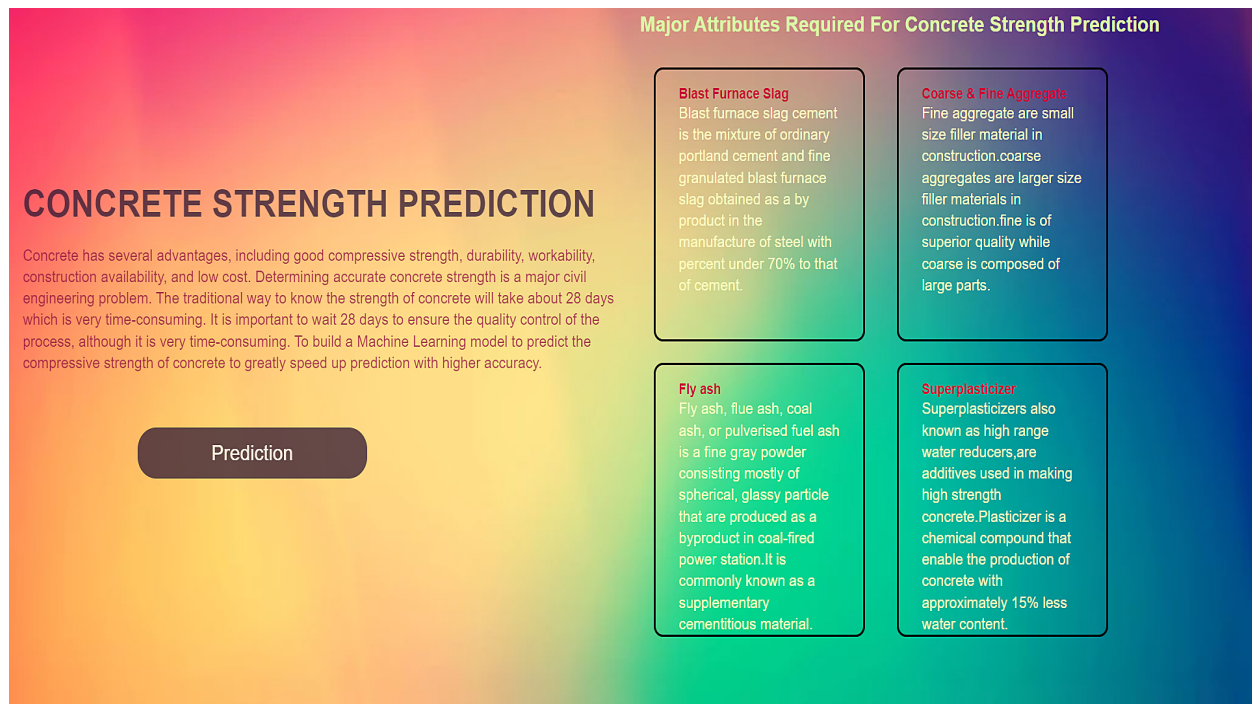 CONCRETE STRENGTH PREDICTION
Concrete has several advantages, including good compressive strength, durability, workability,
construction availability, and low cost. Determining accurate concrete strength is a major civil
engineering problem. The traditional way to know the strength of concrete will take about 28 days
which is very time-consuming. It is important to wait 28 days to ensure the quality control of the
process, although it is very time-consuming. To build a Machine Learning model to predict the
compressive strength of concrete to greatly speed up prediction with higher accuracy.
Prediction
Major Attributes Required For Concrete Strength Prediction
Blast Furnace Slag
Blast furnace slag cement
is the mixture of ordinary
portland cement and fine
granulated blast furnace
slag obtained as a by
product in the
manufacture of steel with
percent under 70% to that
of cement.
Coarse & Fine Aggregate
Fine aggregate are small
size filler material in
construction.coarse
aggregates are larger size
filler materials in
construction.fine is of
superior quality while
coarse is composed of
large parts.
Fly ash
Fly ash, flue ash, coal
ash, or pulverised fuel ash
is a fine gray powder
consisting mostly of
spherical, glassy particle
that are produced as a
byproduct in coal-fired
power station.It is
commonly known as a
supplementary
cementitious material.
Superplasticizer
Superplasticizers also
known as high range
water reducers,are
additives used in making
high strength
concrete.Plasticizer is a
chemical compound that
enable the production of
concrete with
approximately 15% less
water content.